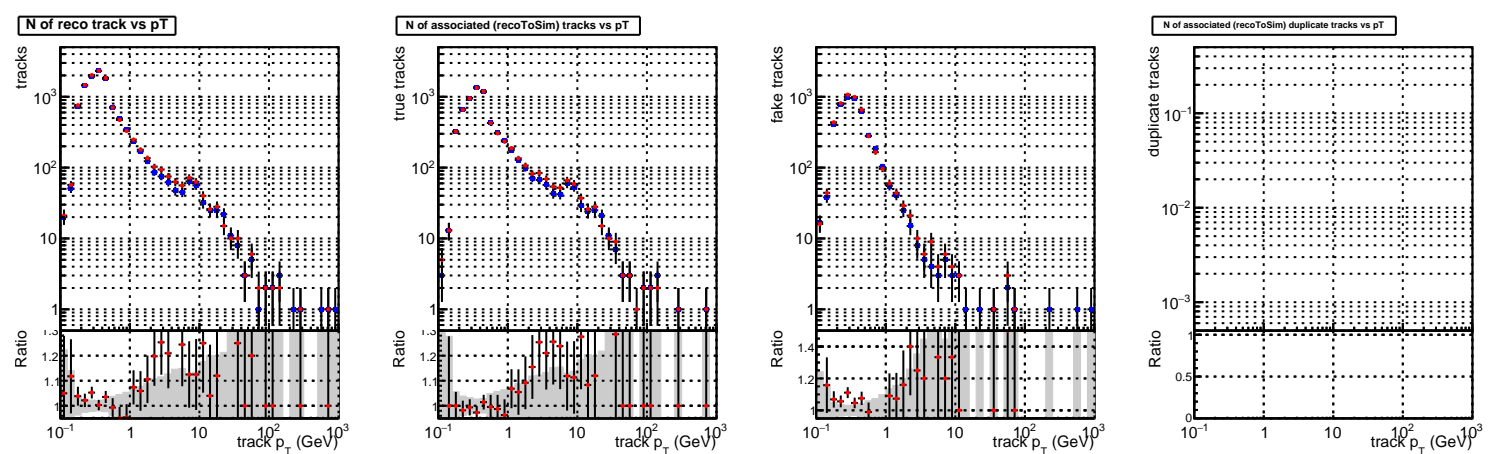 N of reco track vs pT
tracks
10³
10²
10
1
Ratio
1.3
1.2
1.1
1
10⁻¹ 1 10 10² 10³
track p_T (GeV)
N of associated (recoToSim) tracks vs pT
true tracks
10³
10²
10
1
Ratio
1.3
1.2
1.1
1
10⁻¹ 1 10 10² 10³
track p_T (GeV)
fake tracks
10³
10²
10
1
Ratio
1.4
1.2
1
10⁻¹ 1 10 10² 10³
track p_T (GeV)
N of associated (recoToSim) duplicate tracks vs pT
duplicate tracks
10⁻¹
10⁻²
10⁻³
Ratio
1
0.5
0
10⁻¹ 1 10 10² 10³
track p_T (GeV)